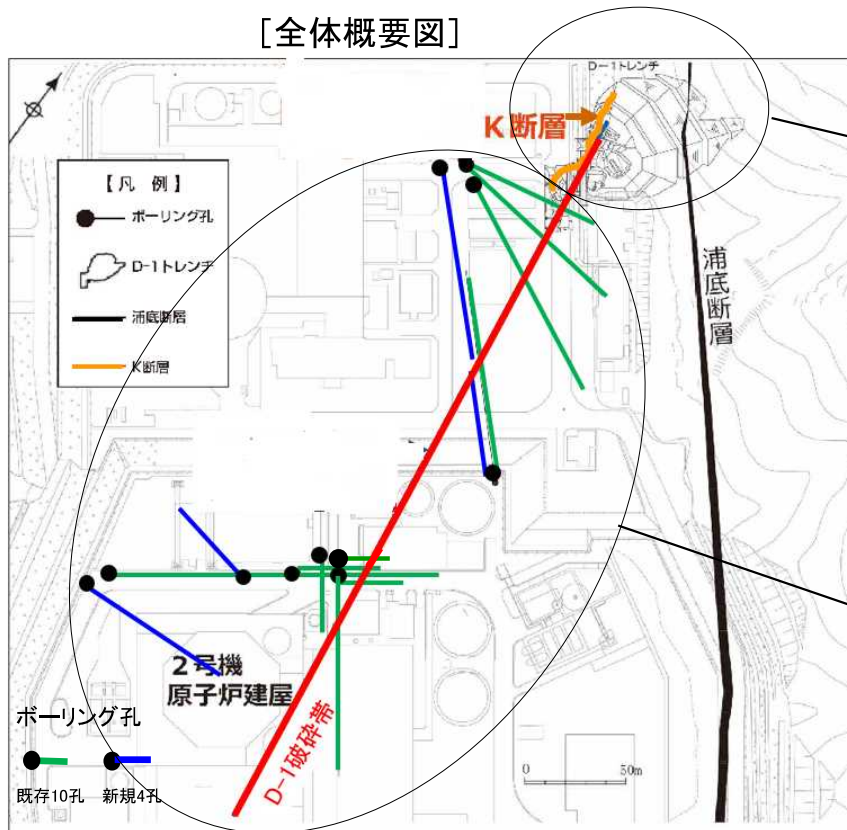 [全体概要図]
D-1トレンチ
K断層
【凡 例】
ボーリング孔
D-1トレンチ
浦底断層
K断層
浦底断層
2号機
原子炉建屋
D-1破砕帯
ボーリング孔
既存10孔 新規4孔
0 50m